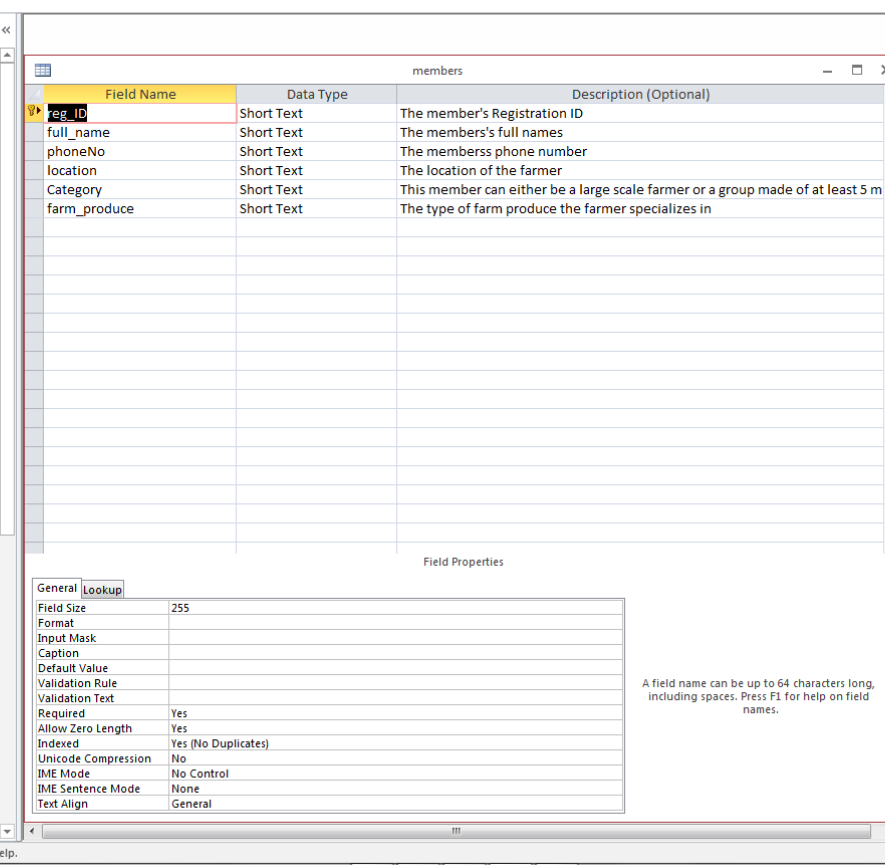 «
members
Field Name Data Type Description (Optional)
reg_ID Short Text The member's Registration ID
full_name Short Text The members's full names
phoneNo Short Text The memberss phone number
location Short Text The location of the farmer
Category Short Text This member can either be a large scale farmer or a group made of at least 5 m
farm_produce Short Text The type of farm produce the farmer specializes in
Field Properties
General Lookup
Field Size 255
Format
Input Mask
Caption
Default Value
Validation Rule
Validation Text
Required Yes
Allow Zero Length Yes
Indexed Yes (No Duplicates)
Unicode Compression No
IME Mode No Control
IME Sentence Mode None
Text Align General
A field name can be up to 64 characters long,
including spaces. Press F1 for help on field
names.
elp.